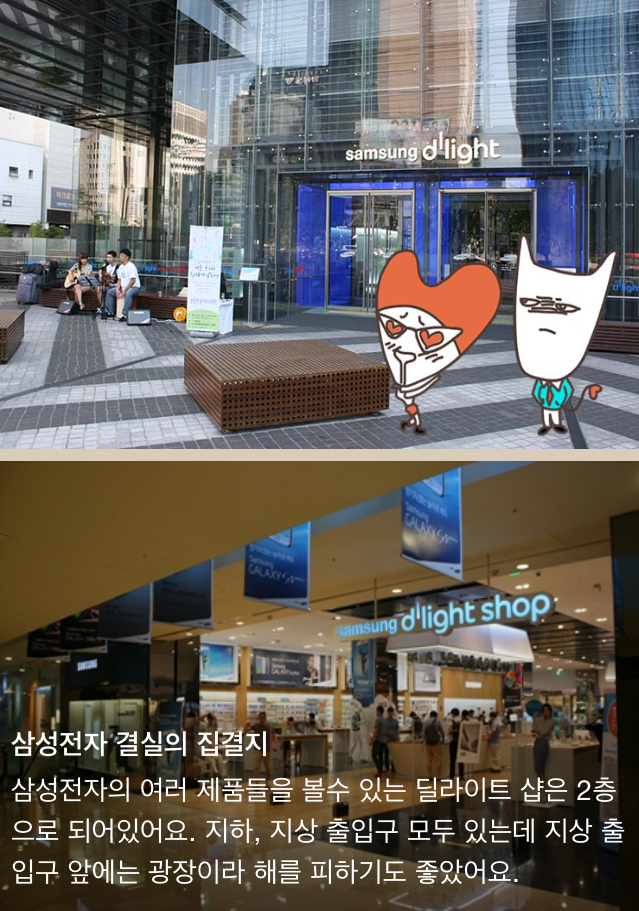 samsung d'light
samsung d'light shop
Samsung
GALAXY S5
Samsung
GALAXY S5
SAMSUNG
삼성전자 결실의 집결지
삼성전자의 여러 제품들을 볼수 있는 딜라이트 샵은 2층
으로 되어있어요. 지하, 지상 출입구 모두 있는데 지상 출
입구 앞에는 광장이라 해를 피하기도 좋았어요.